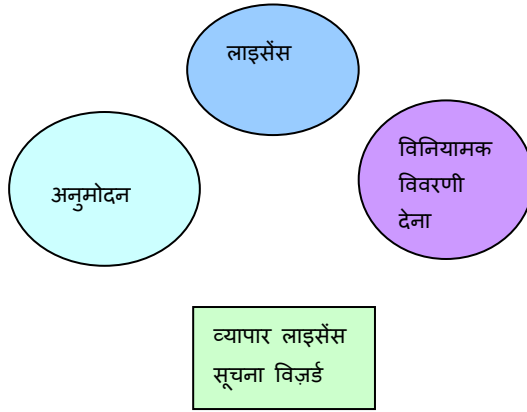 लाइसेंस
अनुमोदन
विनियामक
विवरणी
देना
व्यापार लाइसेंस
सूचना विज़र्ड